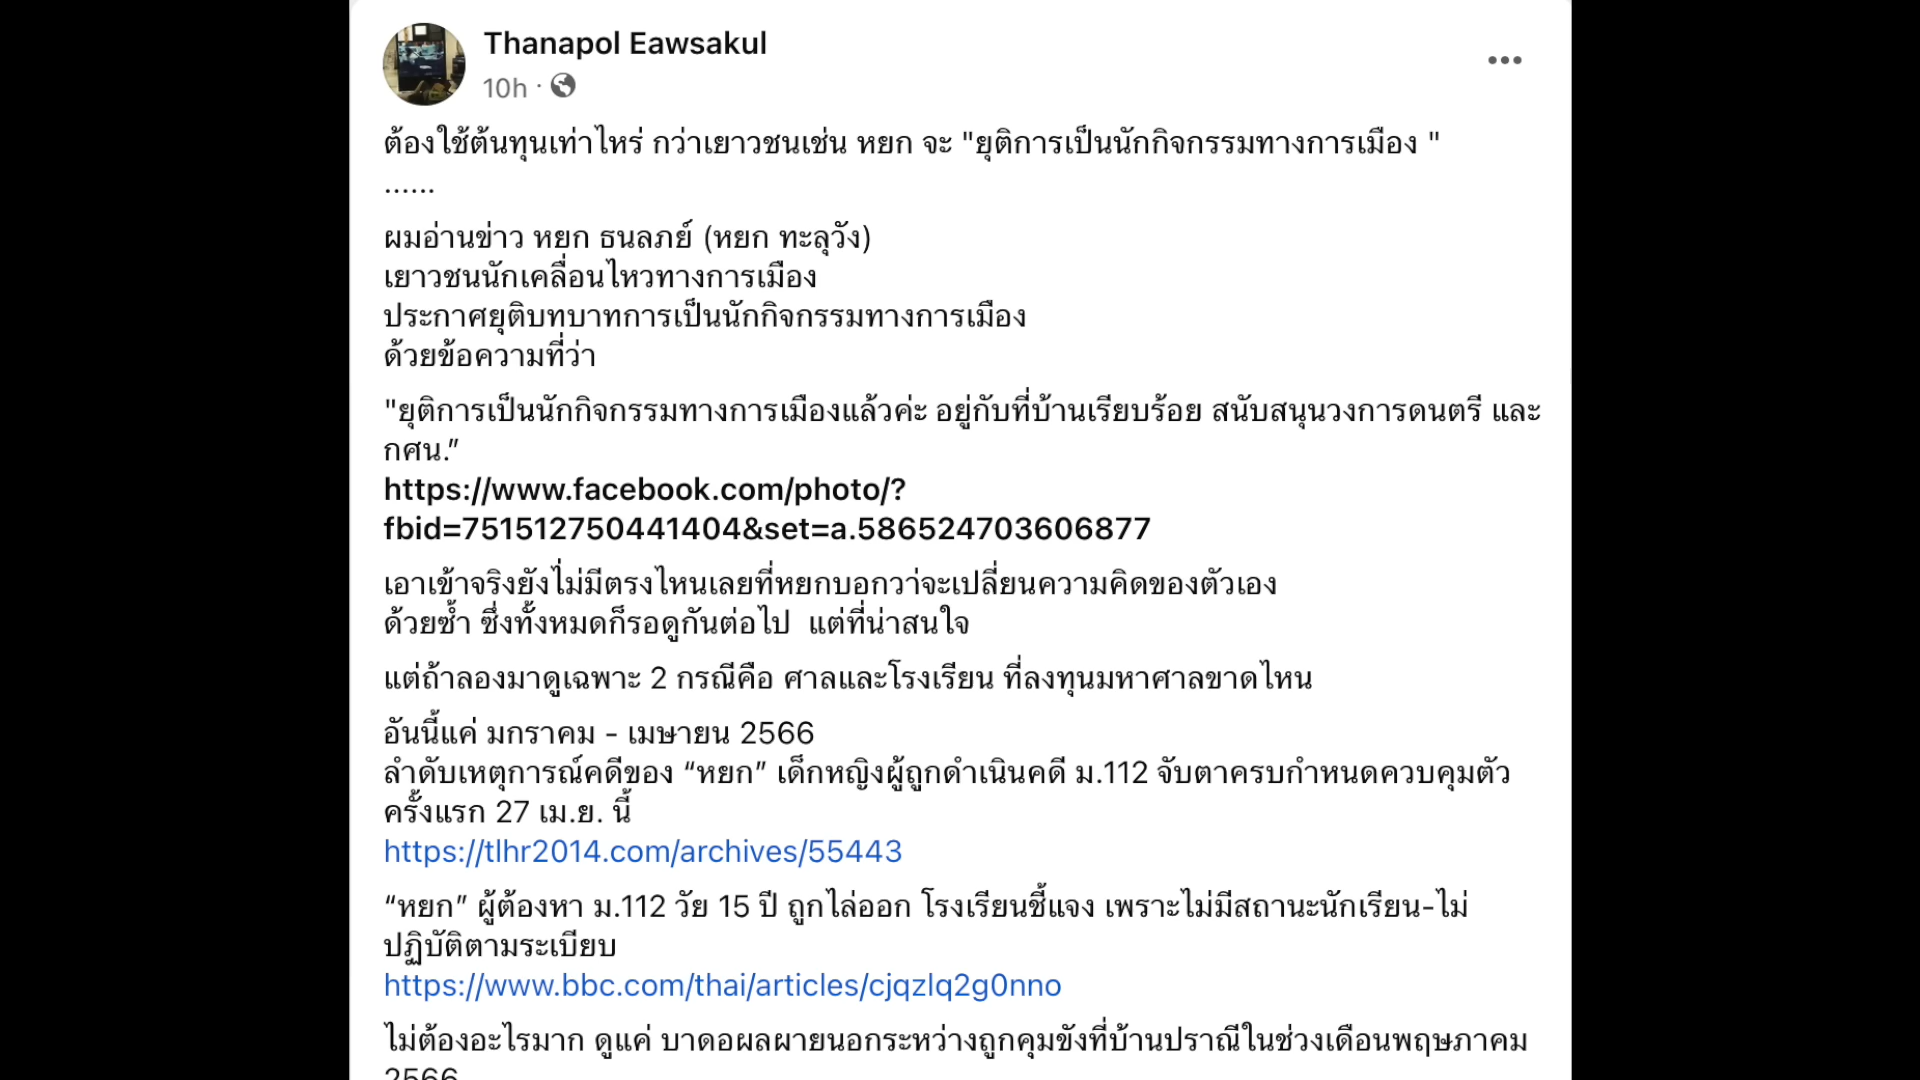 Thanapol Eawsakul
10h ·
ต้องใช้ต้นทุนเท่าไหร่ กว่าเยาวชนเช่น หยก จะ "ยุติการเป็นนักกิจกรรมทางการเมือง "
......
ผมอ่านข่าว หยก ธนลภย์ (หยก ทะลุวัง)
เยาวชนนักเคลื่อนไหวทางการเมือง
ประกาศยุติบทบาทการเป็นนักกิจกรรมทางการเมือง
ด้วยข้อความที่ว่า
"ยุติการเป็นนักกิจกรรมทางการเมืองแล้วค่ะ อยู่กับที่บ้านเรียบร้อย สนับสนุนวงการดนตรี และ
กศน.”
https://www.facebook.com/photo/?
fbid=751512750441404&set=a.586524703606877
เอาเข้าจริงยังไ่ม่มีตรงไหนเลยที่หยกบอกวา่จะเปลี่ยนความคิดของตัวเอง
ด้วยซ้ำ ซึ่งทั้งหมดก็รอดูกันต่อไป แต่ที่น่าสนใจ
แต่ถ้าลองมาดูเฉพาะ 2 กรณีคือ ศาลและโรงเรียน ที่ลงทุนมหาศาลขาดไหน
อันนี้แค่ มกราคม - เมษายน 2566
ลำดับเหตุการณ์คดีของ “หยก” เด็กหญิงผู้ถูกดำเนินคดี ม.112 จับตาครบกำหนดควบคุมตัว
ครั้งแรก 27 เม.ย. นี้
https://tlhr2014.com/archives/55443
“หยก” ผู้ต้องหา ม.112 วัย 15 ปี ถูกไล่ออก โรงเรียนชี้แจง เพราะไม่มีสถานะนักเรียน-ไม่
ปฏิบัติตามระเบียบ
https://www.bbc.com/thai/articles/cjqzlq2g0nno
ไม่ต้องอะไรมาก ดูแค่ บาดอผลผายนอกระหว่างถูกคุมขังที่บ้านปราณีในช่วงเดือนพฤษภาคม
2566